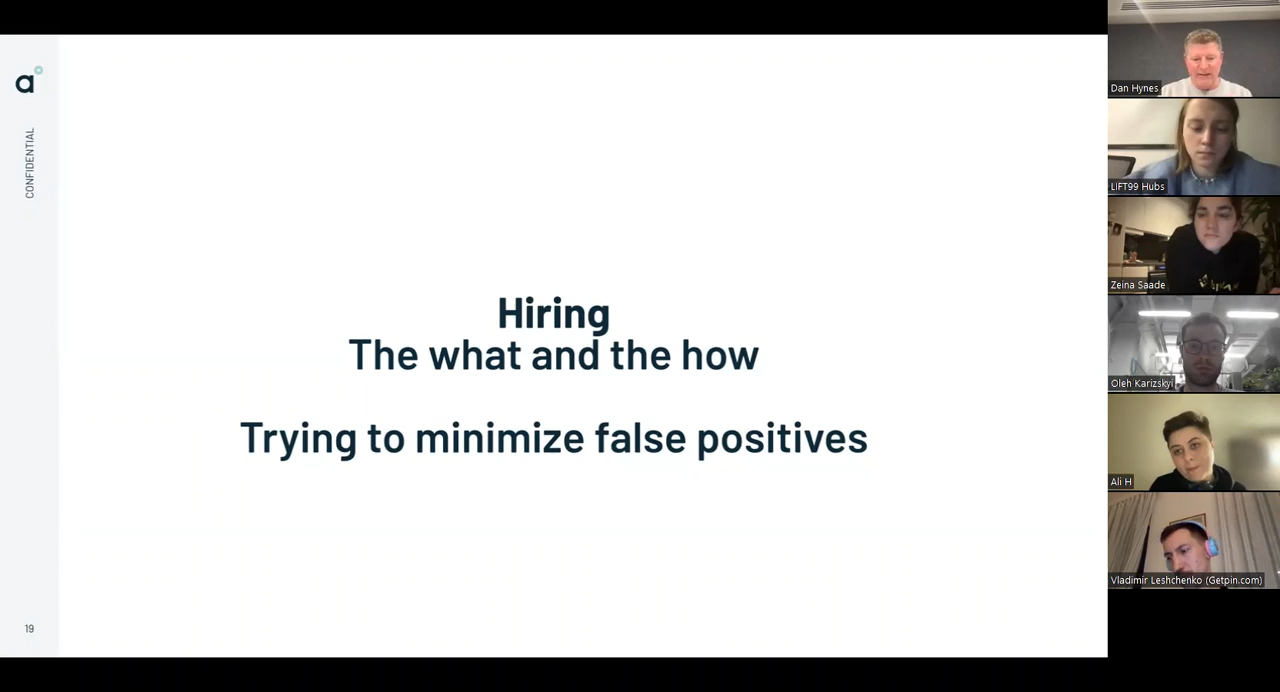 a
CONFIDENTIAL
Hiring
The what and the how
Trying to minimize false positives
19
Dan Hynes
LIFT99 Hubs
Zeina Saade
Oleh Karizskyi
Ali H
Vladimir Leshchenko (Getpin.com)